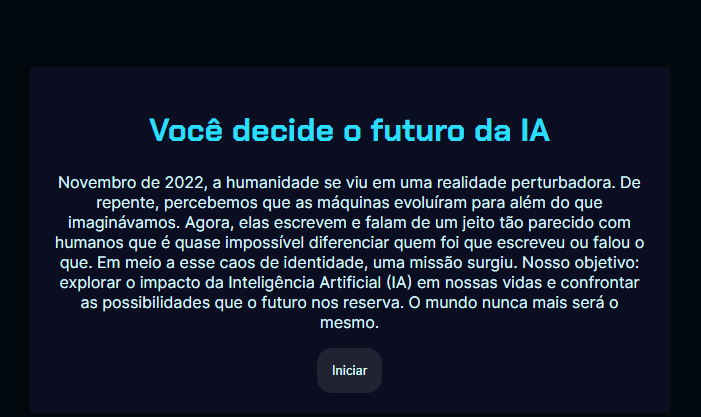 Você decide o futuro da IA
Novembro de 2022, a humanidade se viu em uma realidade perturbadora. De
repente, percebemos que as máquinas evoluíram para além do que
imaginávamos. Agora, elas escrevem e falam de um jeito tão parecido com
humanos que é quase impossível diferenciar quem foi que escreveu ou falou o
que. Em meio a esse caos de identidade, uma missão surgiu. Nosso objetivo:
explorar o impacto da Inteligência Artificial (IA) em nossas vidas e confrontar
as possibilidades que o futuro nos reserva. O mundo nunca mais será o
mesmo.
Iniciar